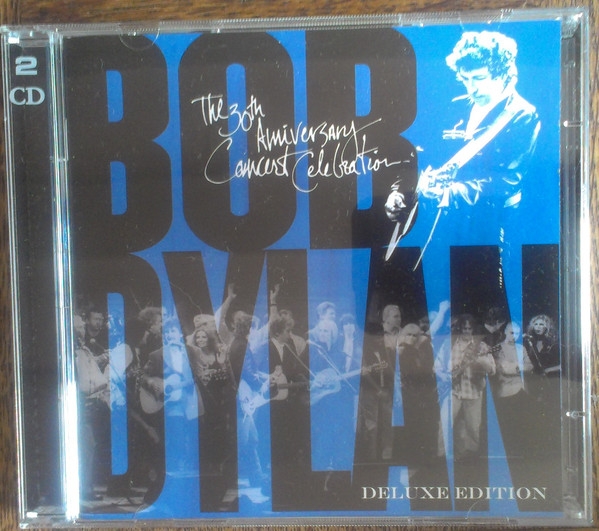 2
CD
BOB
The 30th
Anniversary
Concert Celebration
DYLAN
DELUXE EDITION